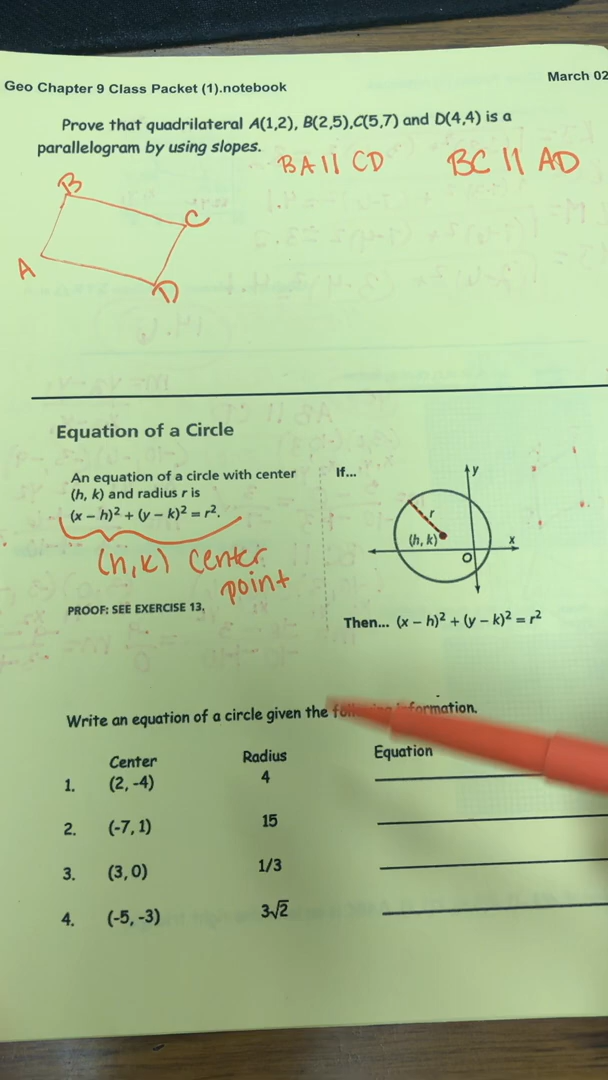 Geo Chapter 9 Class Packet (1).notebook
March 02
Prove that quadrilateral A(1,2), B(2,5),C(5,7) and D(4,4) is a
parallelogram by using slopes.
BA || CD
BC || AD
B
C
A
D
Equation of a Circle
An equation of a circle with center
(h, k) and radius r is
(x − h)² + (y − k)² = r².
(h,k) center
point
PROOF: SEE EXERCISE 13.
If...
y
r
(h, k)
x
O
Then... (x − h)² + (y − k)² = r²
Write an equation of a circle given the following information.
Center Radius Equation
1. (2, -4) 4
2. (-7, 1) 15
3. (3, 0) 1/3
4. (-5, -3) 3√2